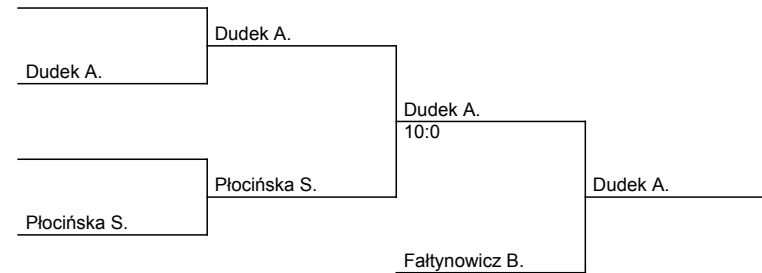 Dudek A.
Dudek A.
Dudek A.
10:0
Płocińska S.
Dudek A.
Płocińska S.
Fałtynowicz B.